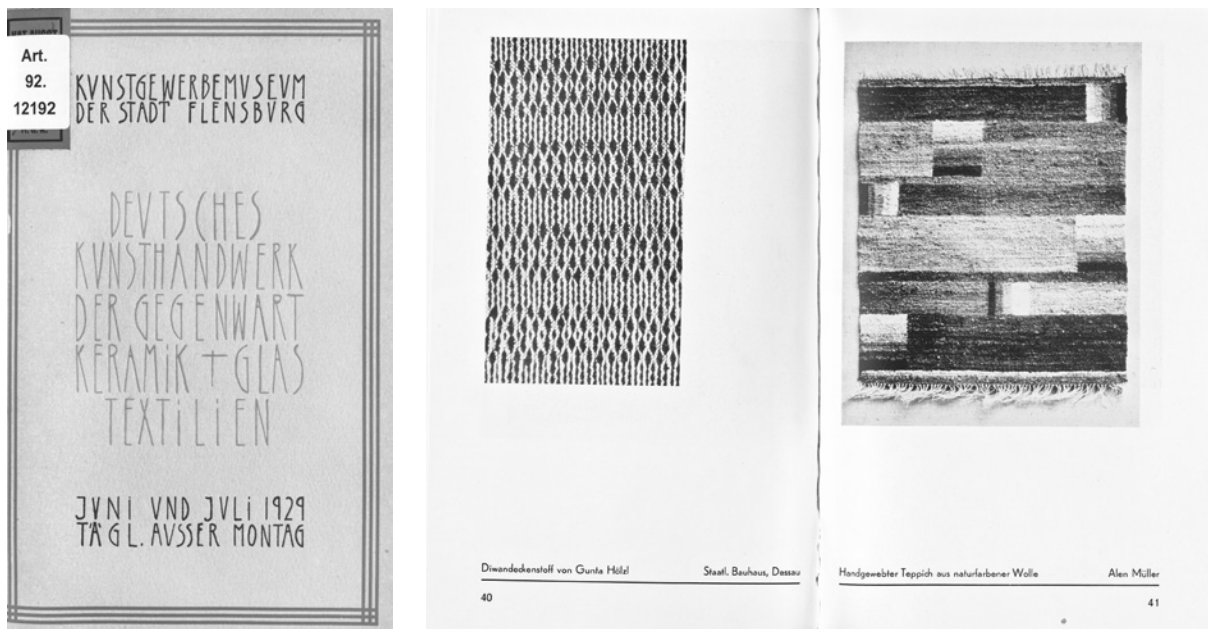 Art.
92.
12192
KVNSTGEWERBEMVSEVM
DER STADT FLENSBVRG
DEVTSCHES
KVNSTHANDWERK
DER GEGENWART
KERAMiK + GLAS
TEXTiLiEN
JVNi VND JVLi 1929
TÄGL. AVSSER MONTAG
Diwandeckenstoff von Gunta Hölzl Staatl. Bauhaus, Dessau
40
Handgewebter Teppich aus naturfarbener Wolle Alen Müller
41